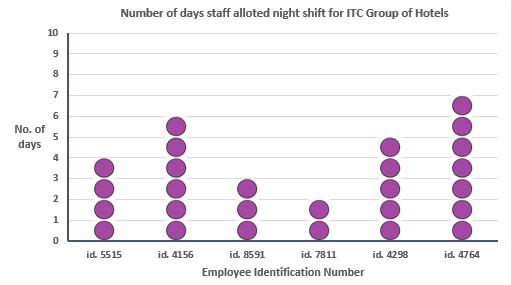 Number of days staff alloted night shift for ITC Group of Hotels
10
9
8
7
6
No. of
days
5
4
3
2
1
0
id. 5515 id. 4156 id. 8591 id. 7811 id. 4298 id. 4764
Employee Identification Number